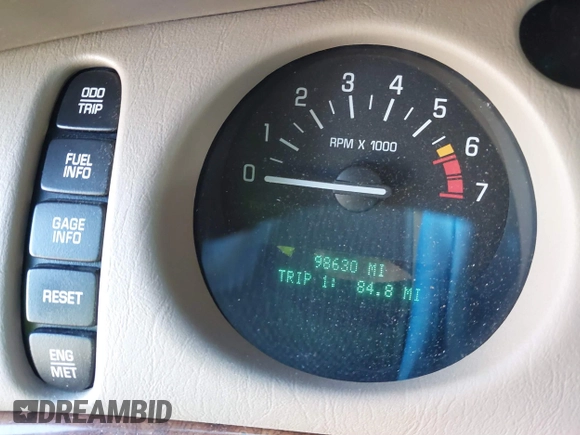 ODO
TRIP
FUEL
INFO
GAGE
INFO
RESET
ENG
MET
0
1
2
3
4
5
6
7
RPM X 1000
98630 MI
TRIP 1: 84.8 MI
DREAMBID